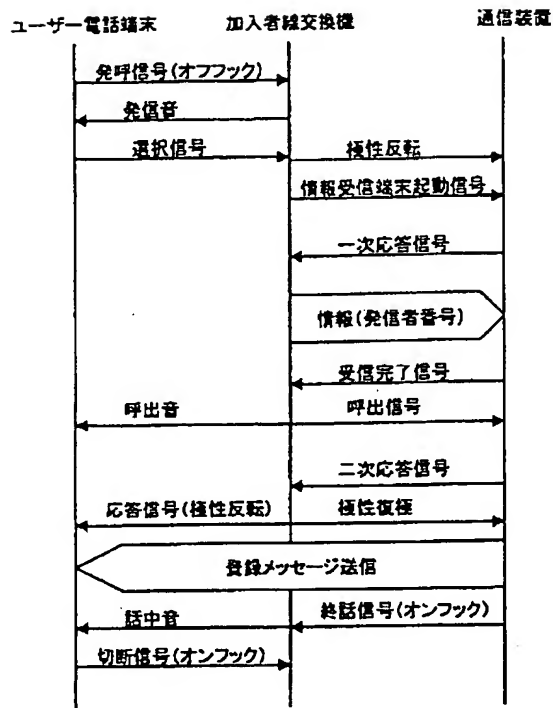 ユーザー電話端末 加入者線交換機 通信装置
発呼信号(オフフック)
発信音
選択信号 極性反転
情報受信端末起動信号
一次応答信号
情報(発信者番号)
受信完了信号
呼出音 呼出信号
二次応答信号
応答信号(極性反転) 極性復極
登録メッセージ送信
話中音 終話信号(オンフック)
切断信号(オンフック)